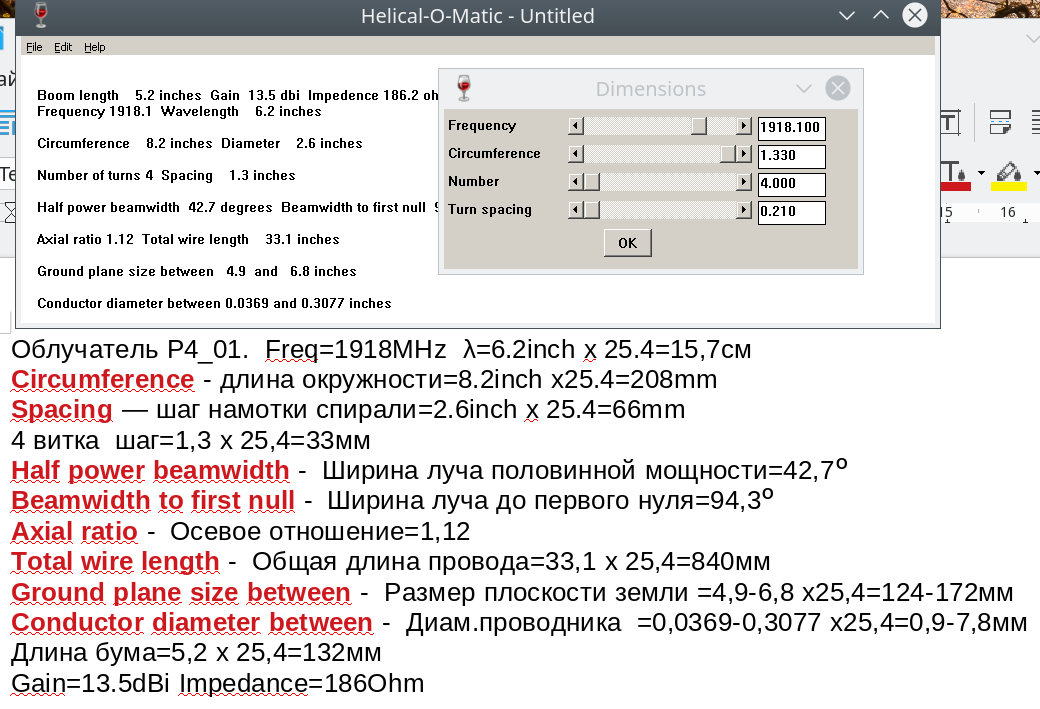 Helical-O-Matic - Untitled
File Edit Help
Boom length 5.2 inches Gain 13.5 dbi Impedence 186.2 oh
Frequency 1918.1 Wavelength 6.2 inches
Circumference 8.2 inches Diameter 2.6 inches
Number of turns 4 Spacing 1.3 inches
Half power beamwidth 42.7 degrees Beamwidth to first null
Axial ratio 1.12 Total wire length 33.1 inches
Ground plane size between 4.9 and 6.8 inches
Conductor diameter between 0.0369 and 0.3077 inches
Dimensions
Frequency 1918.100
Circumference 1.330
Number 4.000
Turn spacing 0.210
OK
15 16
Облучатель P4_01. Freq=1918MHz λ=6.2inch x 25.4=15,7см
Circumference - длина окружности=8.2inch x25.4=208mm
Spacing — шаг намотки спирали=2.6inch x 25.4=66mm
4 витка шаг=1,3 x 25,4=33мм
Half power beamwidth - Ширина луча половинной мощности=42,7º
Beamwidth to first null - Ширина луча до первого нуля=94,3º
Axial ratio - Осевое отношение=1,12
Total wire length - Общая длина провода=33,1 x 25,4=840мм
Ground plane size between - Размер плоскости земли =4,9-6,8 x25,4=124-172мм
Conductor diameter between - Диам.проводника =0,0369-0,3077 x25,4=0,9-7,8мм
Длина бума=5,2 x 25,4=132мм
Gain=13.5dBi Impedance=186Ohm